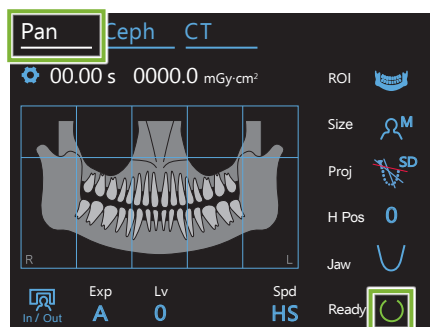 Pan Ceph CT
00.00 s 0000.0 mGy·cm²
ROI
Size M
Proj SD
H Pos 0
R L
Jaw
In / Out
Exp Lv Spd
A 0 HS
Ready